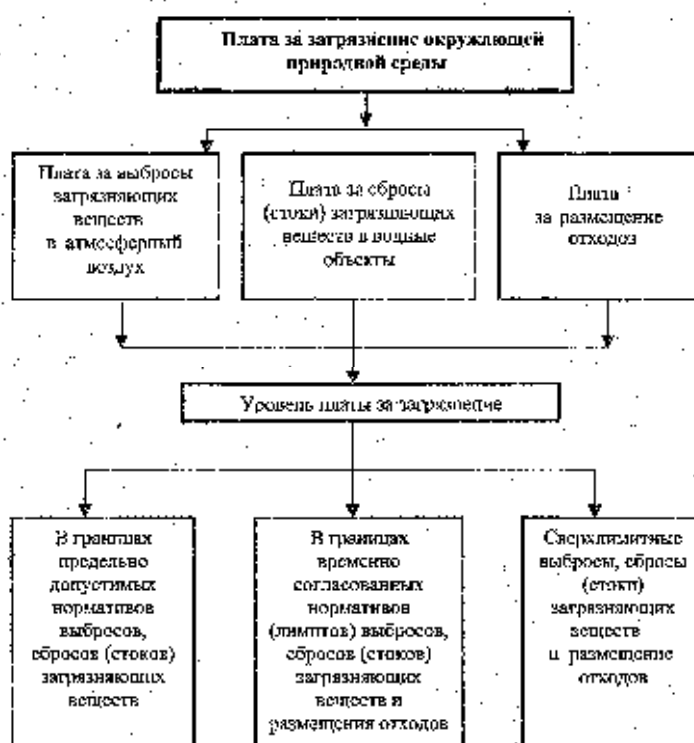 Плата за загрязнение окружающей
природной среды
Плата за выбросы
загрязняющих
веществ
в атмосферный
воздух
Плата за сбросы
(стоки) загрязняющих
веществ в водные
объекты
Плата
за размещение
отходов
Уровень платы за загрязнение
В границах
предельно
допустимых
нормативов
выбросов,
сбросов (стоков)
загрязняющих
веществ
В границах
временно
согласованных
нормативов
(лимитов) выбросов,
сбросов (стоков)
загрязняющих
веществ и
размещения отходов
Сверхлимитные
выбросы, сбросы
(стоки)
загрязняющих
веществ
и размещение
отходов